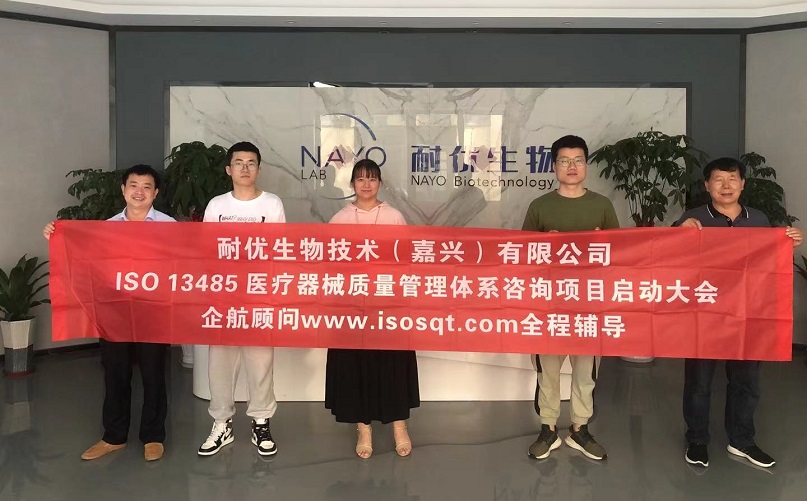 NAYO
LAB
耐优生物
NAYO Biotechnology
耐优生物技术（嘉兴）有限公司
ISO 13485 医疗器械质量管理体系咨询项目启动大会
企航顾问www.isosqt.com全程辅导